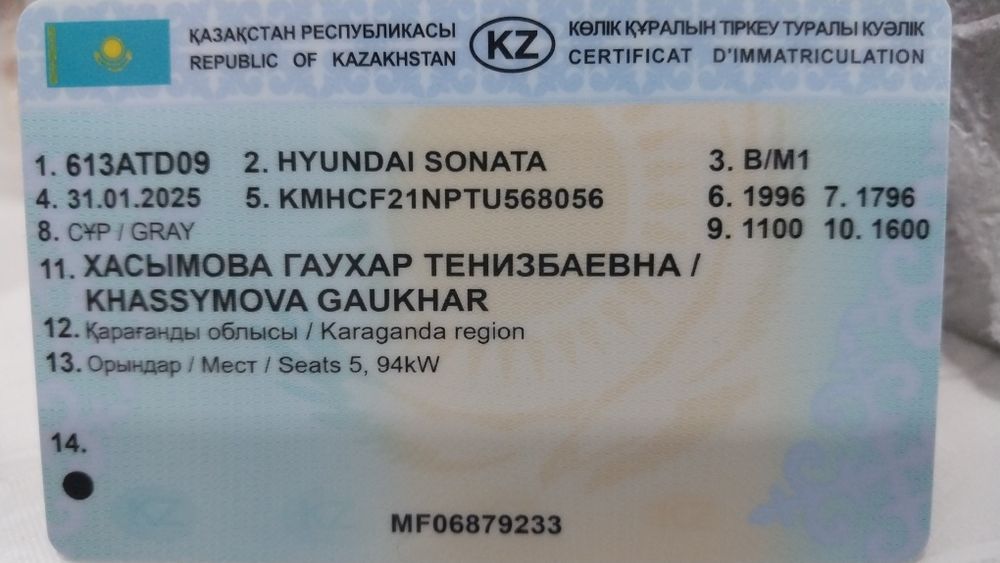 ҚАЗАҚСТАН РЕСПУБЛИКАСЫ KZ КӨЛІК ҚҰРАЛЫН ТІРКЕУ ТУРАЛЫ КУӘЛІК
REPUBLIC OF KAZAKHSTAN CERTIFICAT D'IMMATRICULATION
1. 613ATD09 2. HYUNDAI SONATA 3. B/M1
4. 31.01.2025 5. KMHCF21NPTU568056 6. 1996 7. 1796
8. СҰР / GRAY 9. 1100 10. 1600
11. ХАСЫМОВА ГАУХАР ТЕНИЗБАЕВНА /
KHASSYMOVA GAUKHAR
12. Қарағанды облысы / Karaganda region
13. Орындар / Мест / Seats 5, 94kW
14.
MF06879233